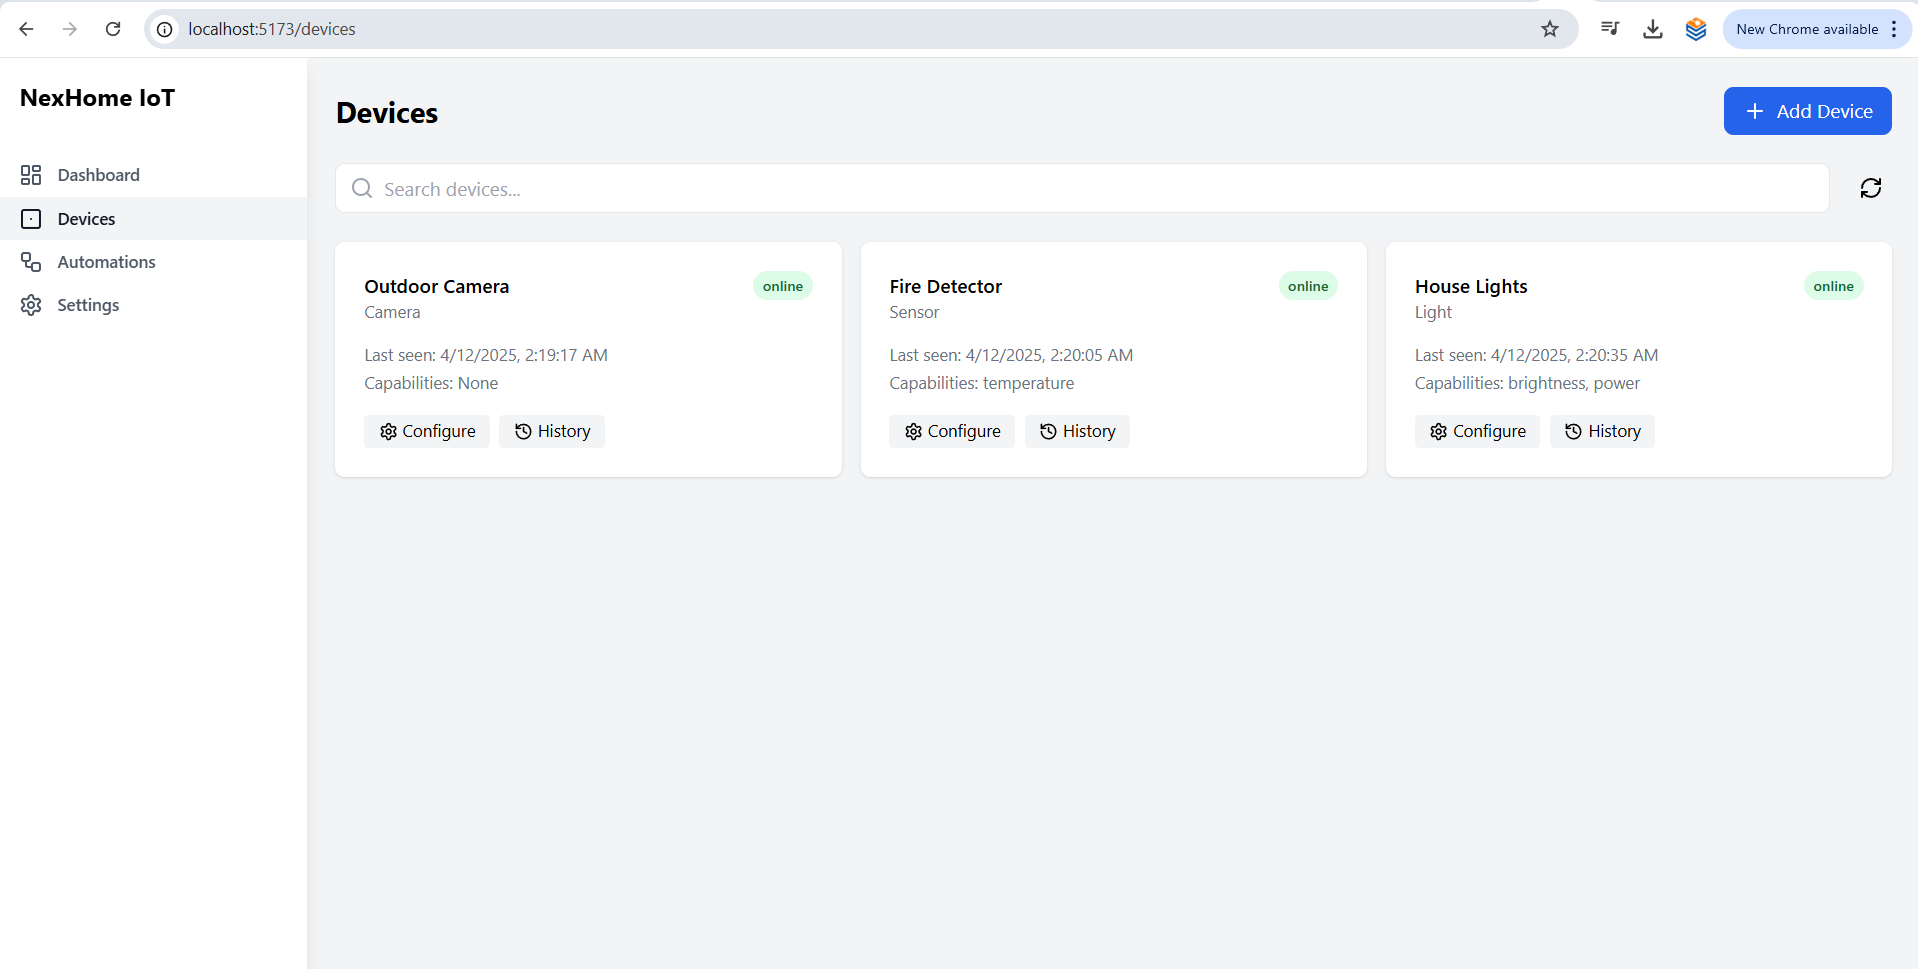 localhost:5173/devices
New Chrome available
NexHome IoT
Dashboard
Devices
Automations
Settings
Devices
Add Device
Search devices...
Outdoor Camera
online
Camera
Last seen: 4/12/2025, 2:19:17 AM
Capabilities: None
Configure
History
Fire Detector
online
Sensor
Last seen: 4/12/2025, 2:20:05 AM
Capabilities: temperature
Configure
History
House Lights
online
Light
Last seen: 4/12/2025, 2:20:35 AM
Capabilities: brightness, power
Configure
History